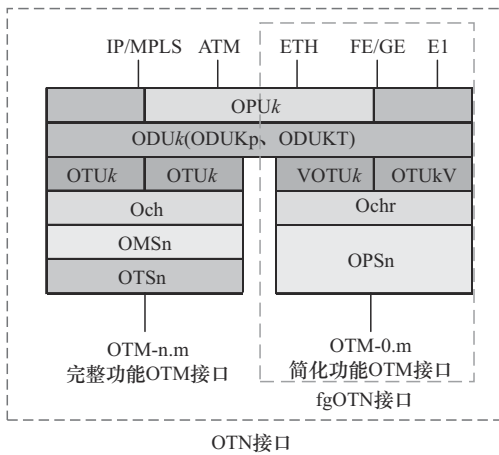 IP/MPLS ATM ETH FE/GE E1
OPUk
ODUk(ODUKp、ODUKT)
OTUk OTUk VOTUk OTUkV
Och Ochr
OMSn
OPSn
OTSn
OTM-n.m OTM-0.m
完整功能OTM接口 简化功能OTM接口
fgOTN接口
OTN接口